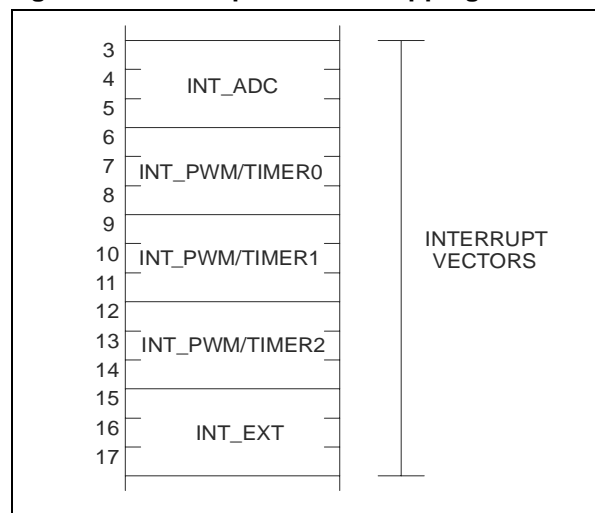 3
4
INT_ADC
5
6
7
INT_PWM/TIMER0
8
9
10
INT_PWM/TIMER1
11
12
13
INT_PWM/TIMER2
14
15
16
INT_EXT
17
INTERRUPT
VECTORS